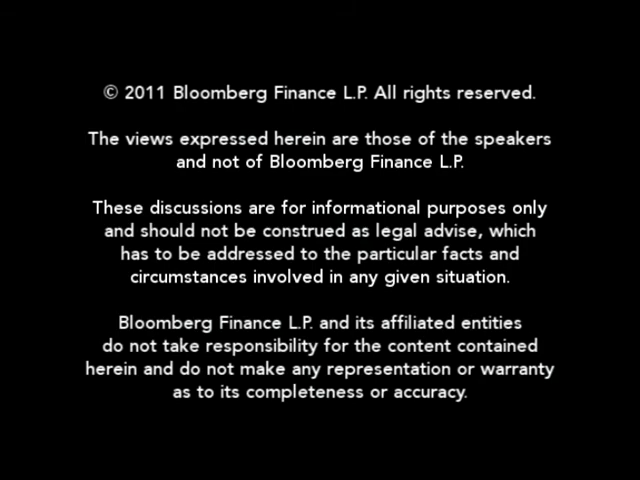 © 2011 Bloomberg Finance L.P. All rights reserved.
The views expressed herein are those of the speakers
and not of Bloomberg Finance L.P.
These discussions are for informational purposes only
and should not be construed as legal advise, which
has to be addressed to the particular facts and
circumstances involved in any given situation.
Bloomberg Finance L.P. and its affiliated entities
do not take responsibility for the content contained
herein and do not make any representation or warranty
as to its completeness or accuracy.